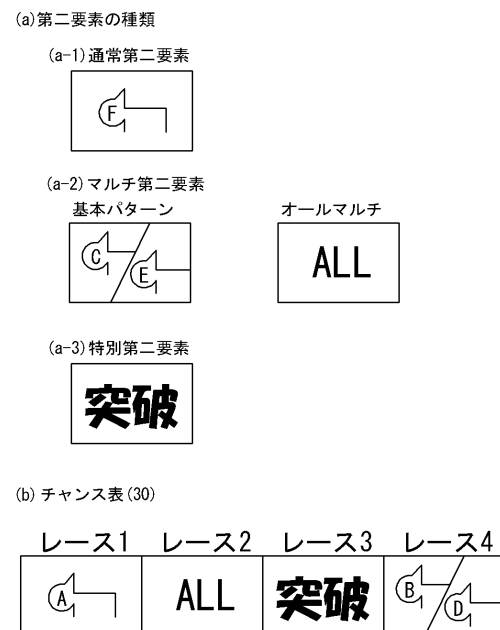 (a)第二要素の種類
(a-1)通常第二要素
F
(a-2)マルチ第二要素
基本パターン オールマルチ
C E ALL
(a-3)特別第二要素
突破
(b)チャンス表(30)
レース1 レース2 レース3 レース4
A ALL 突破 B D